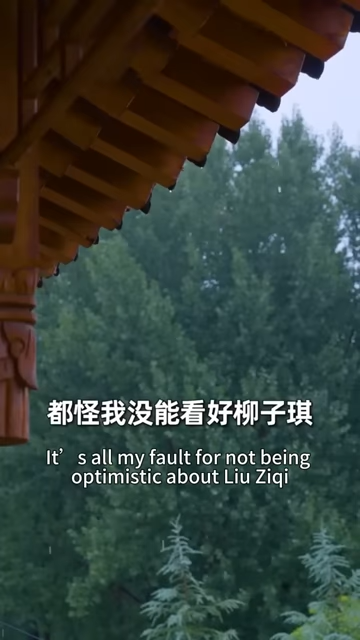 都怪我没能看好柳子琪
It’s all my fault for not being
optimistic about Liu Ziqi